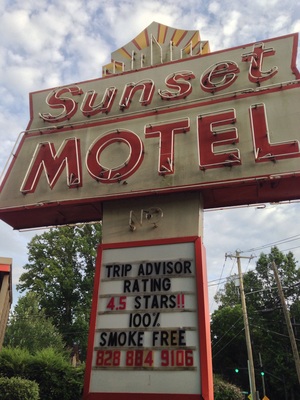 Sunset
MOTEL
TRIP ADVISOR
RATING
4.5 STARS!!
100%
SMOKE FREE
828 884 9106